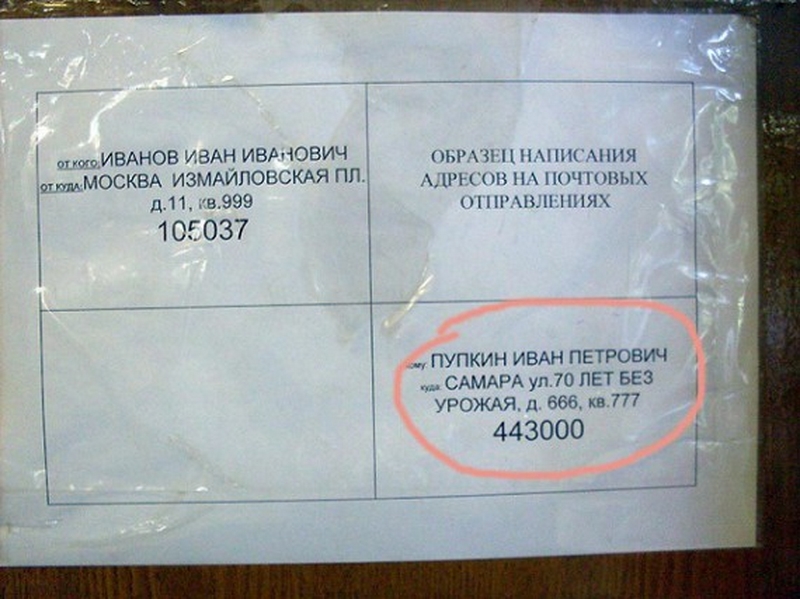 от кого: ИВАНОВ ИВАН ИВАНОВИЧ
от куда: МОСКВА ИЗМАЙЛОВСКАЯ ПЛ.
д.11, кв.999
105037
ОБРАЗЕЦ НАПИСАНИЯ
АДРЕСОВ НА ПОЧТОВЫХ
ОТПРАВЛЕНИЯХ
кому: ПУПКИН ИВАН ПЕТРОВИЧ
куда: САМАРА ул.70 ЛЕТ БЕЗ
УРОЖАЯ, д. 666, кв.777
443000